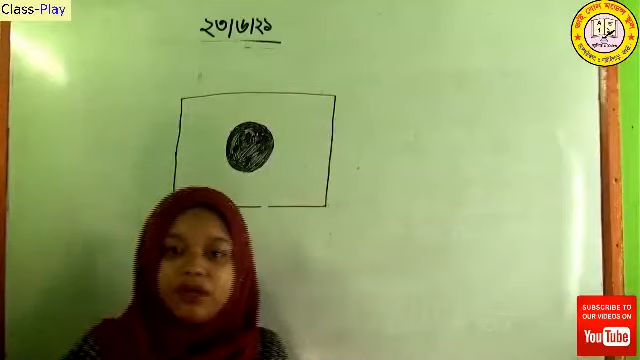 Class-Play
২৩/৬/২১
SUBSCRIBE TO
OUR VIDEOS ON
YouTube